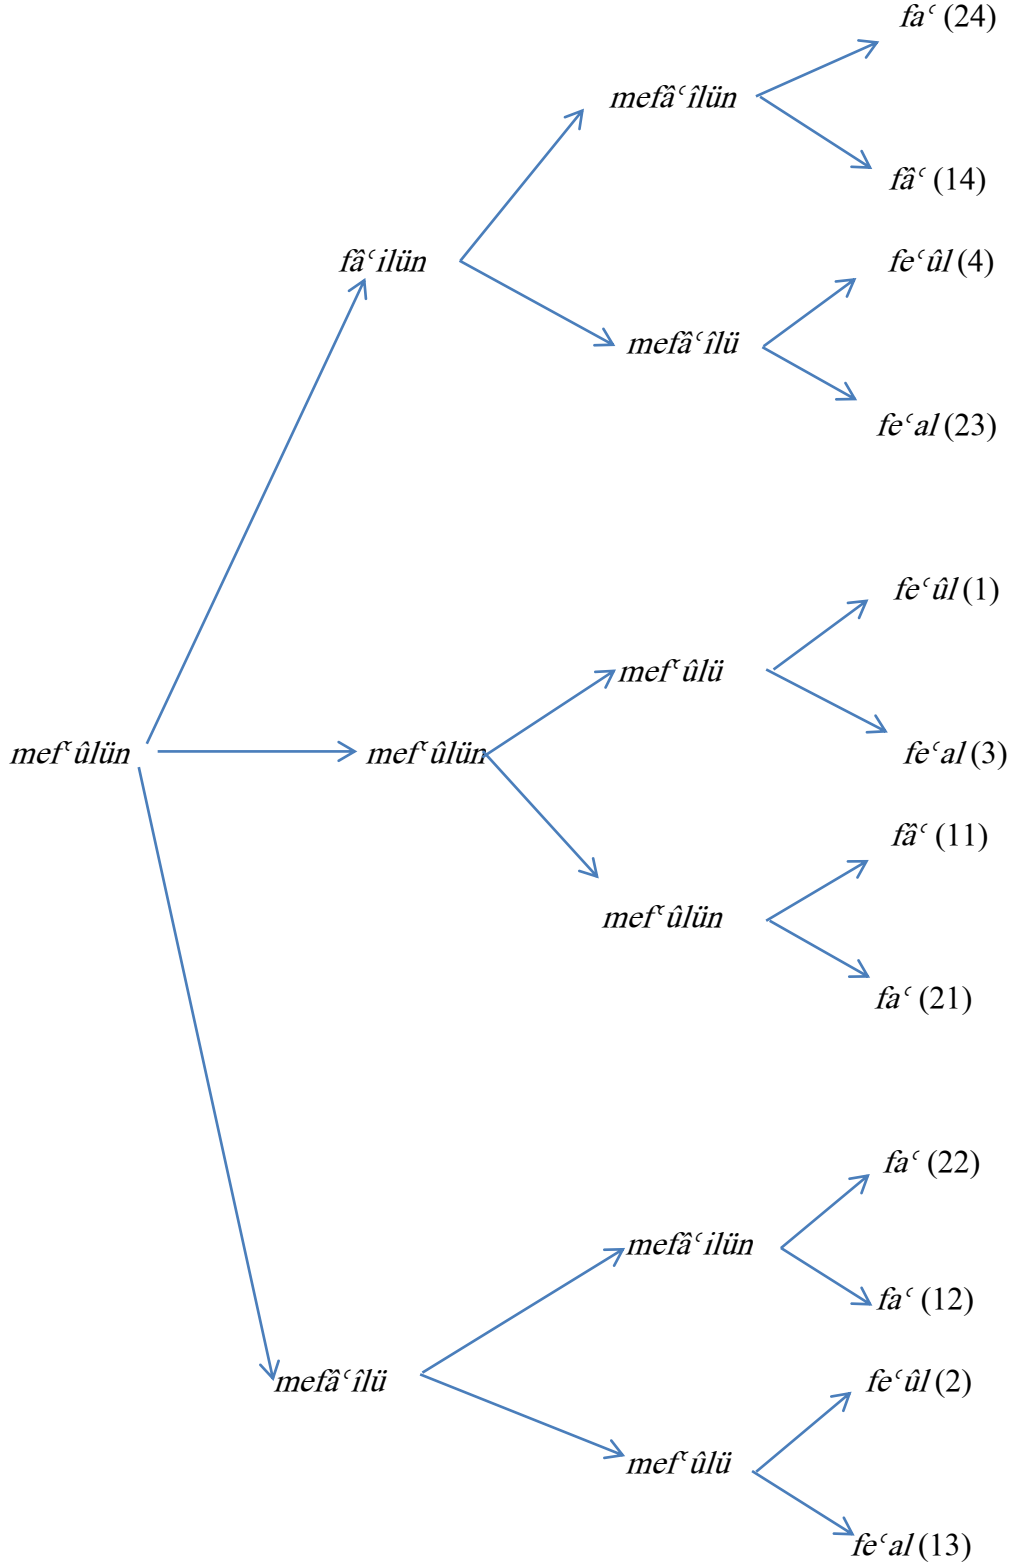 faʿ (24)
mefâʿîlün
fâʿ (14)
fâʿilün
feʿûl (4)
mefâʿîlü
feʿal (23)
feʿûl (1)
mefʿûlü
mefʿûlün
mefʿûlün
feʿal (3)
fâʿ (11)
mefʿûlün
faʿ (21)
faʿ (22)
mefâʿilün
faʿ (12)
mefâʿîlü
feʿûl (2)
mefʿûlü
feʿal (13)